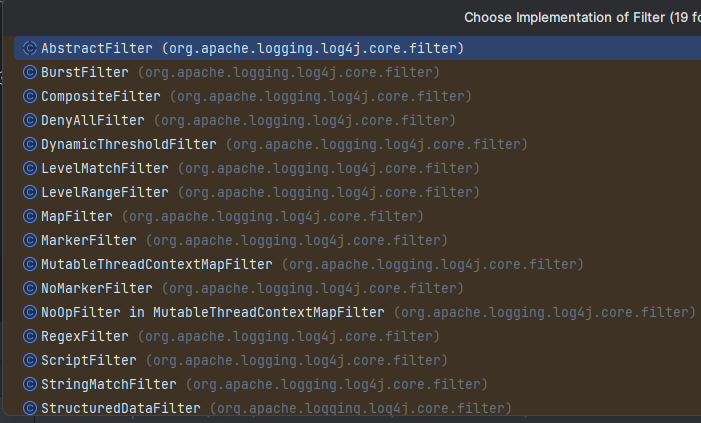 Choose Implementation of Filter (19 fo
AbstractFilter (org.apache.logging.log4j.core.filter)
BurstFilter (org.apache.logging.log4j.core.filter)
CompositeFilter (org.apache.logging.log4j.core.filter)
DenyAllFilter (org.apache.logging.log4j.core.filter)
DynamicThresholdFilter (org.apache.logging.log4j.core.filter)
LevelMatchFilter (org.apache.logging.log4j.core.filter)
LevelRangeFilter (org.apache.logging.log4j.core.filter)
MapFilter (org.apache.logging.log4j.core.filter)
MarkerFilter (org.apache.logging.log4j.core.filter)
MutableThreadContextMapFilter (org.apache.logging.log4j.core.filter)
NoMarkerFilter (org.apache.logging.log4j.core.filter)
NoOpFilter in MutableThreadContextMapFilter (org.apache.logging.log4j.core.filter)
RegexFilter (org.apache.logging.log4j.core.filter)
ScriptFilter (org.apache.logging.log4j.core.filter)
StringMatchFilter (org.apache.logging.log4j.core.filter)
StructuredDataFilter (org.apache.logging.log4j.core.filter)